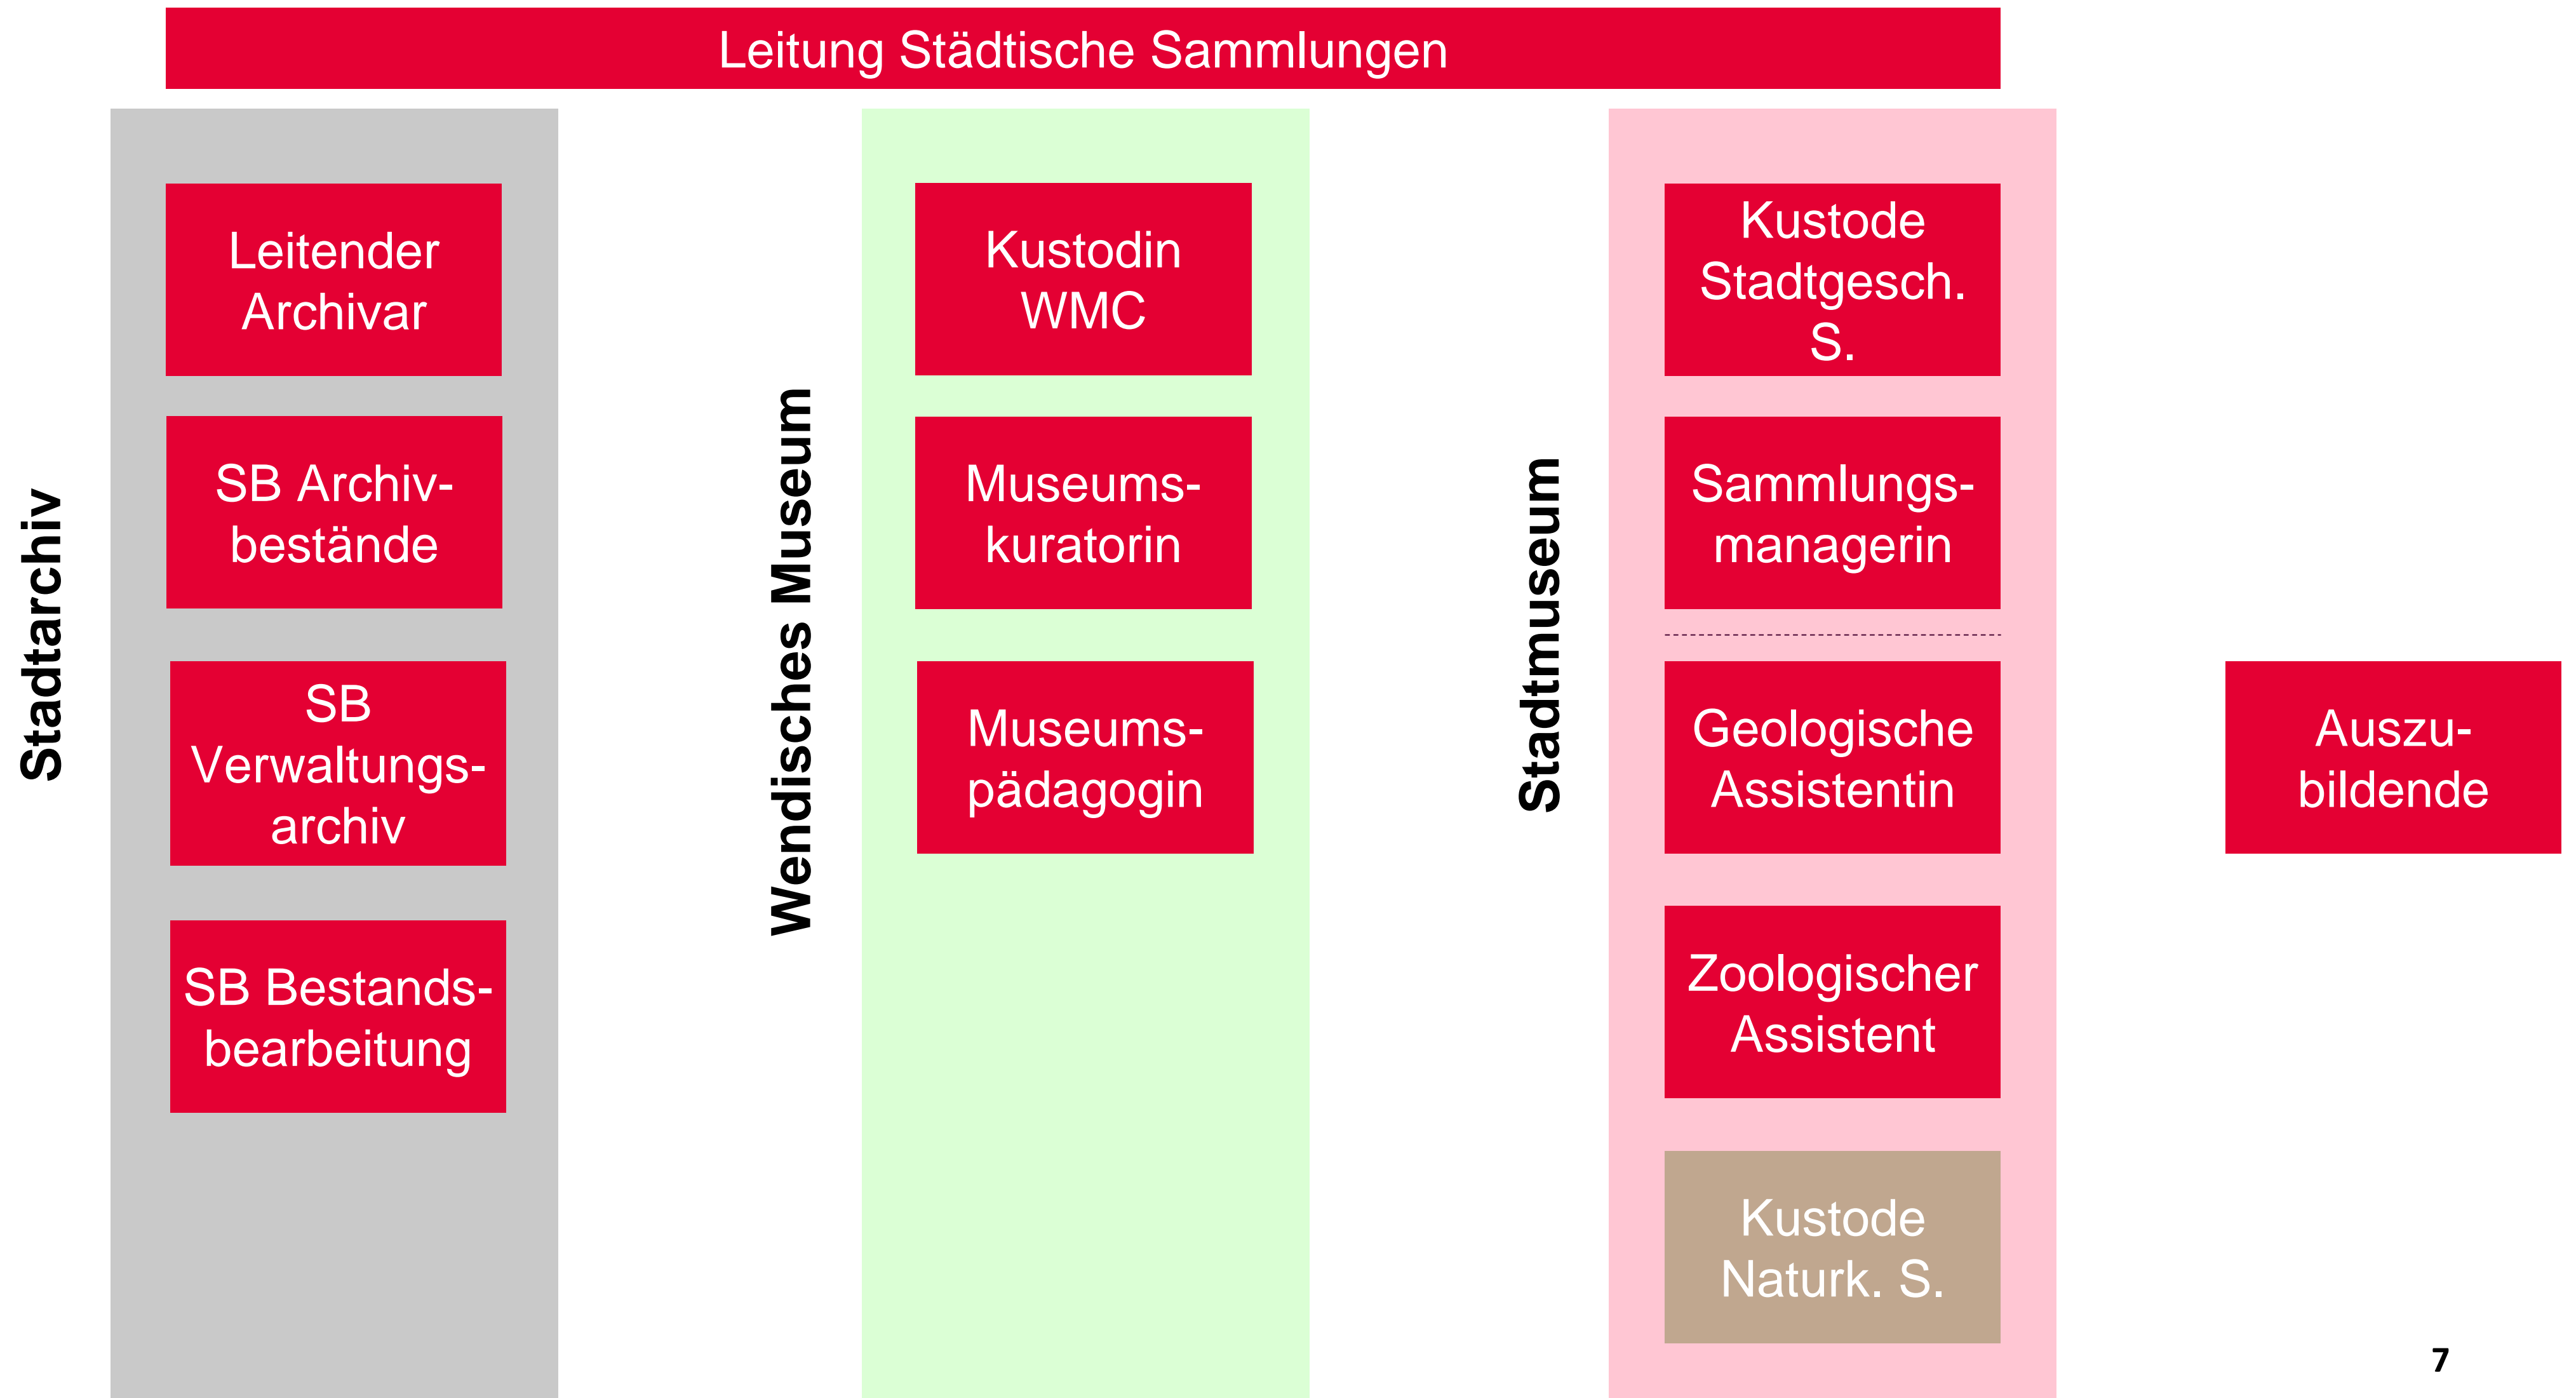 Leitung Städtische Sammlungen
Stadtarchiv
Leitender
Archivar
SB Archiv-
bestände
SB
Verwaltungs-
archiv
SB Bestands-
bearbeitung
Wendisches Museum
Kustodin
WMC
Museums-
kuratorin
Museums-
pädagogin
Stadtmuseum
Kustode
Stadtgesch.
S.
Sammlungs-
managerin
Geologische
Assistentin
Zoologischer
Assistent
Kustode
Naturk. S.
Auszu-
bildende
7